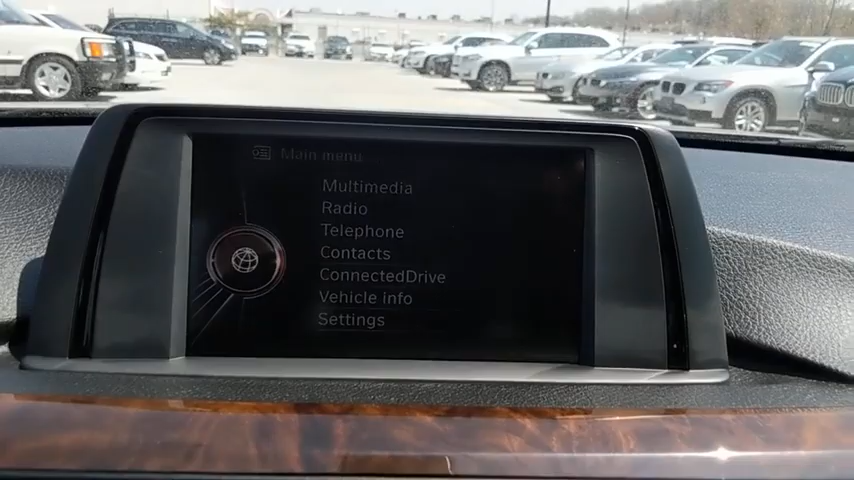 Main menu
Multimedia
Radio
Telephone
Contacts
ConnectedDrive
Vehicle info
Settings